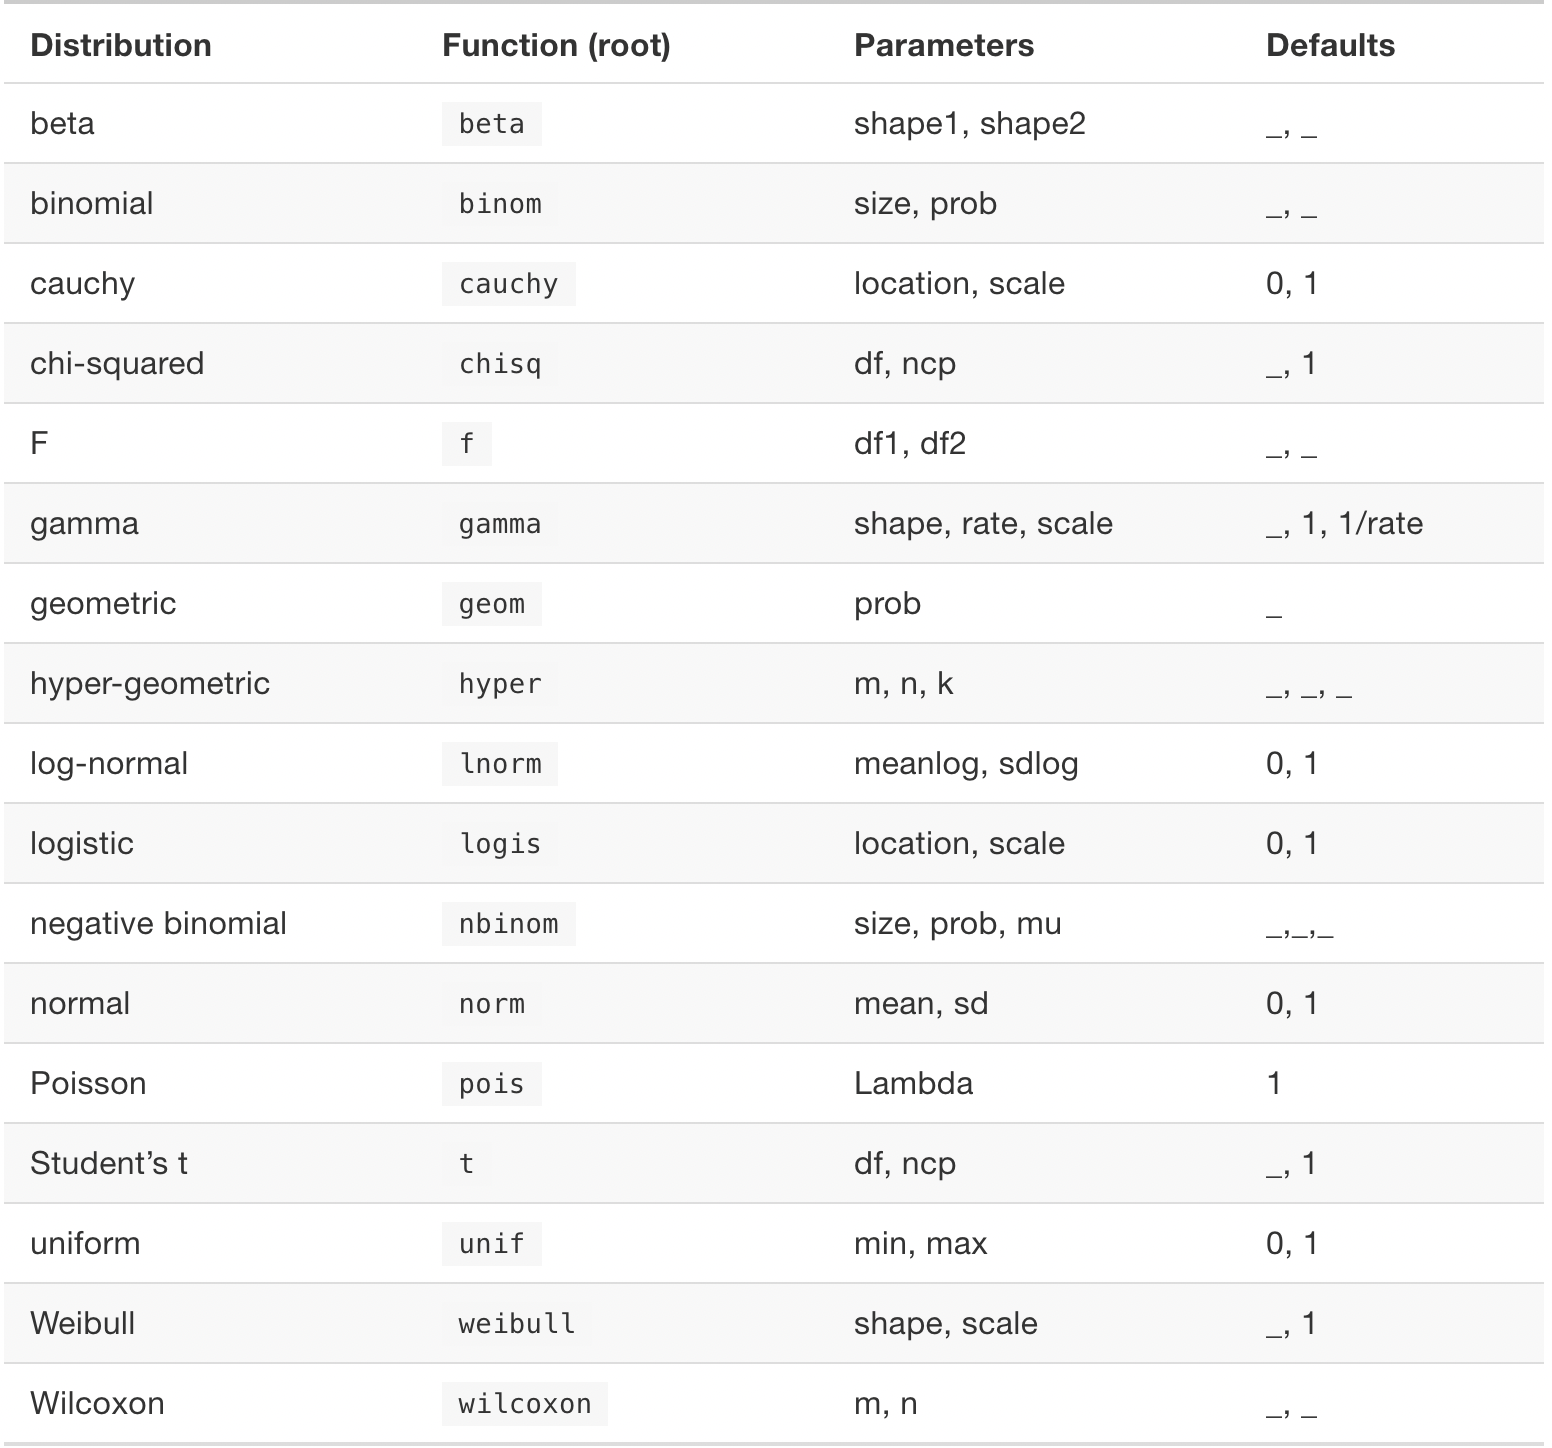 Distribution Function (root) Parameters Defaults
beta beta shape1, shape2 _, _
binomial binom size, prob _, _
cauchy cauchy location, scale 0, 1
chi-squared chisq df, ncp _, 1
F f df1, df2 _, _
gamma gamma shape, rate, scale _, 1, 1/rate
geometric geom prob _
hyper-geometric hyper m, n, k _, _, _
log-normal lnorm meanlog, sdlog 0, 1
logistic logis location, scale 0, 1
negative binomial nbinom size, prob, mu _,_,_
normal norm mean, sd 0, 1
Poisson pois Lambda 1
Student’s t t df, ncp _, 1
uniform unif min, max 0, 1
Weibull weibull shape, scale _, 1
Wilcoxon wilcoxon m, n _, _